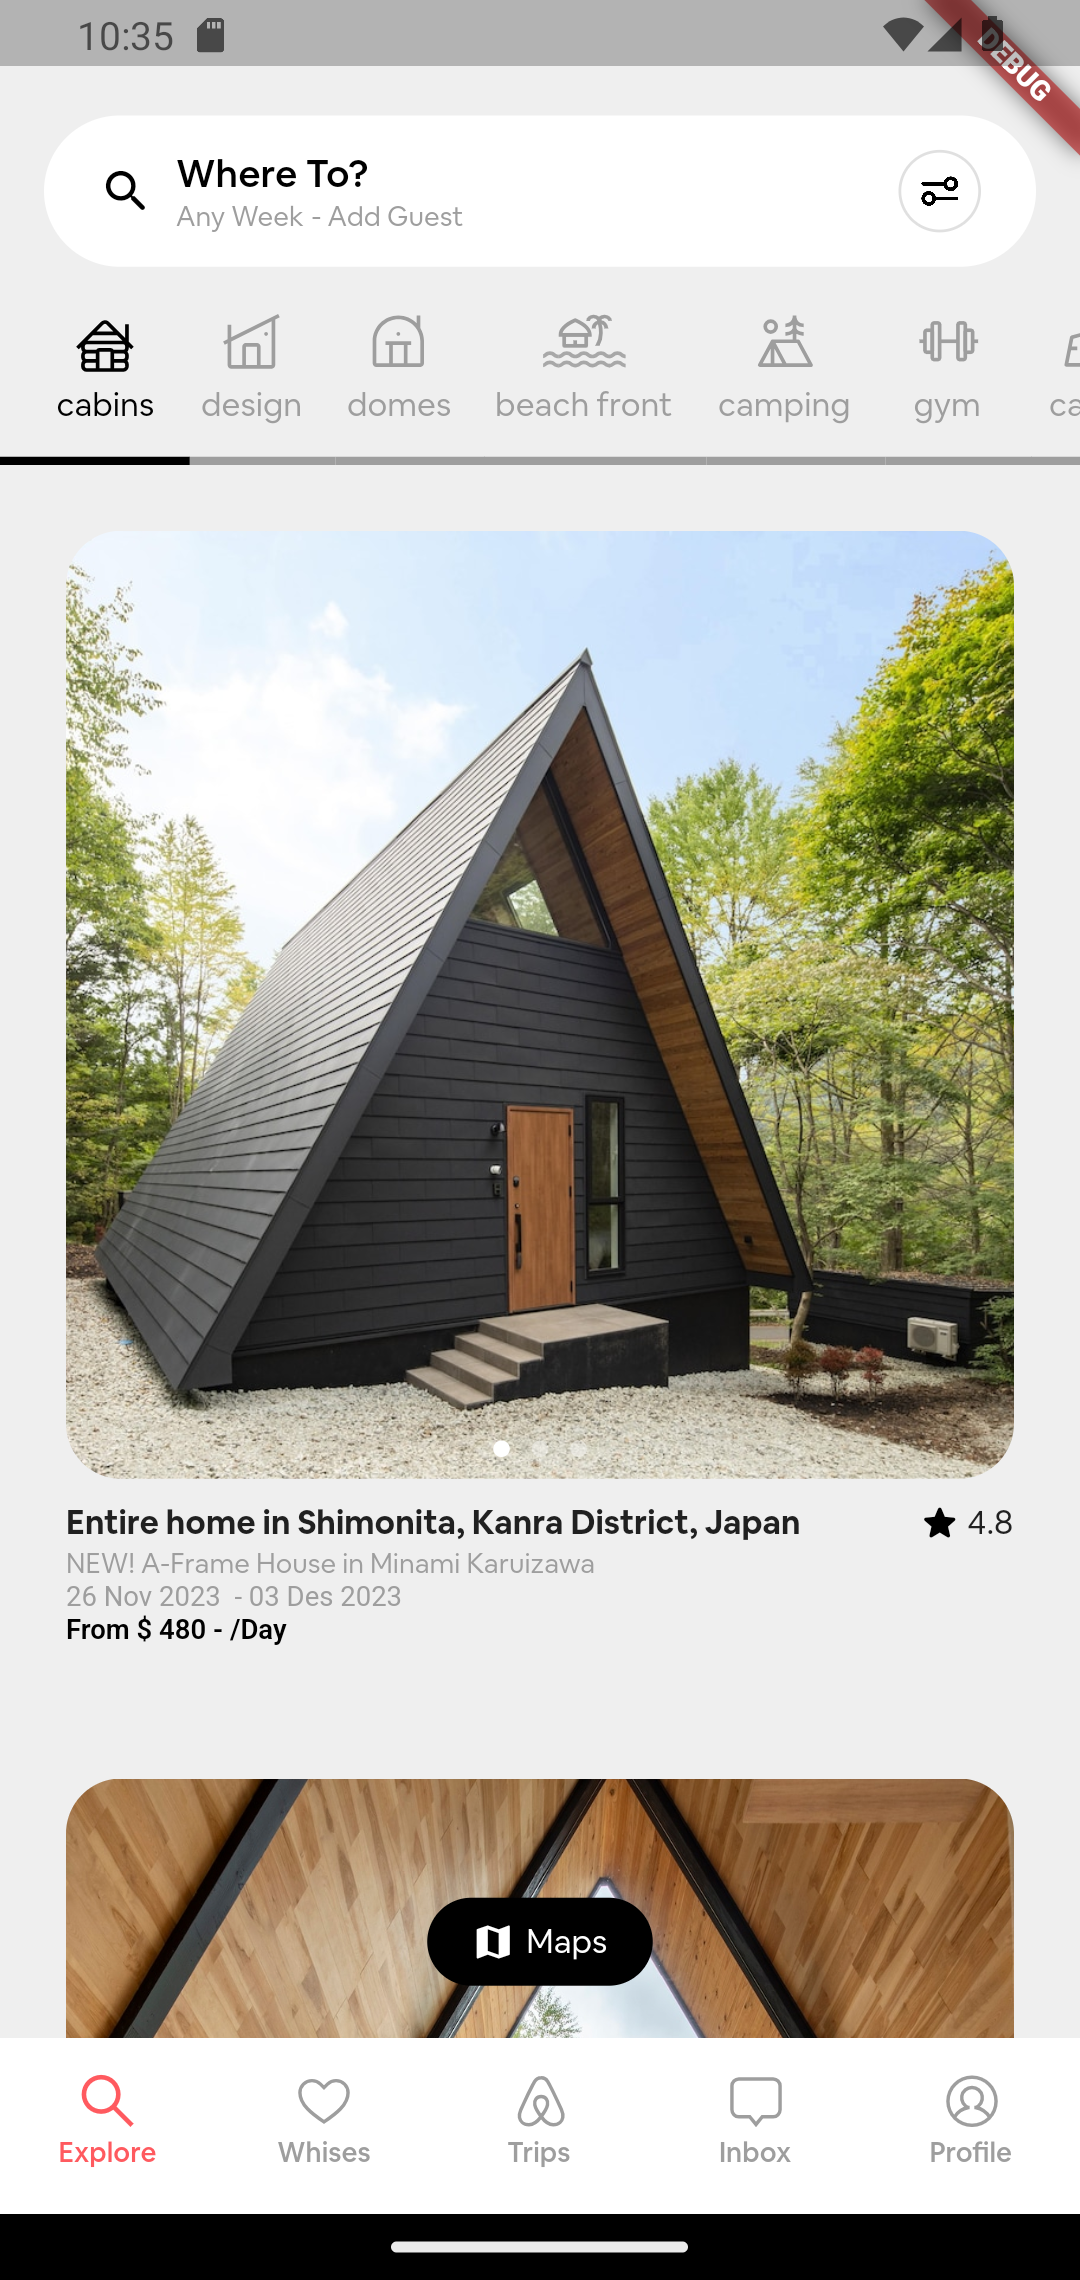 10:35
DEBUG
Where To?
Any Week - Add Guest
cabins
design
domes
beach front
camping
gym
ca
Entire home in Shimonita, Kanra District, Japan
4.8
NEW! A-Frame House in Minami Karuizawa
26 Nov 2023  - 03 Des 2023
From $ 480 - /Day
Maps
Explore
Whises
Trips
Inbox
Profile